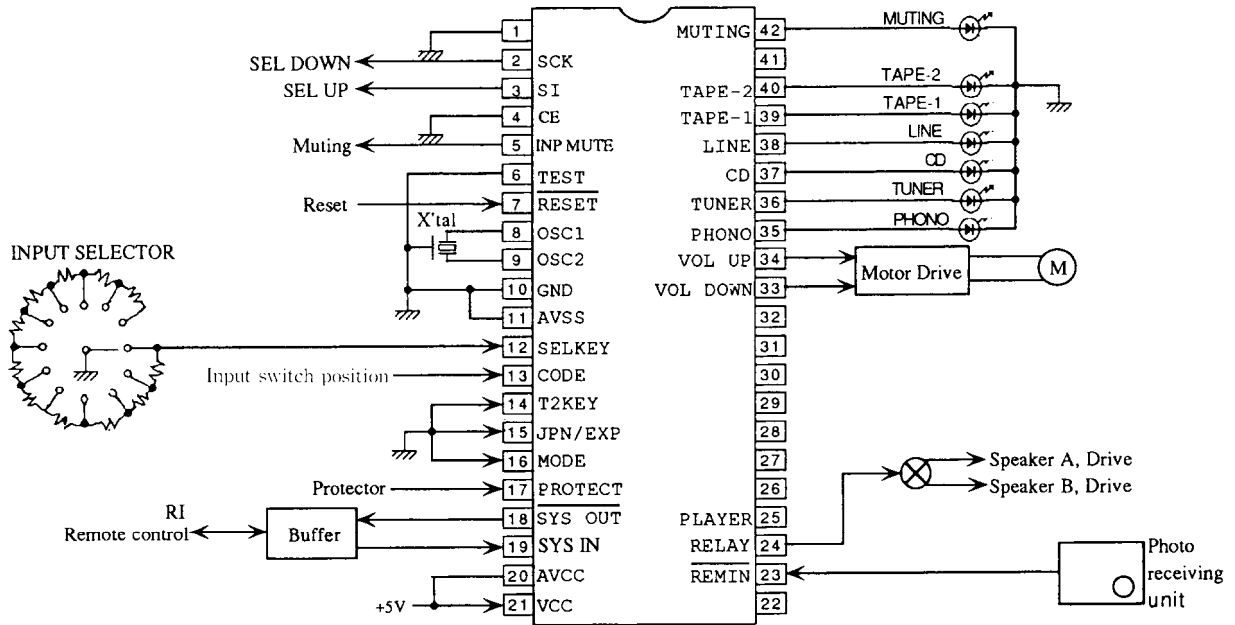 1
SEL DOWN 2 SCK
SEL UP 3 SI
4 CE
Muting 5 INP MUTE
6 TEST
Reset 7 RESET
X'tal
8 OSC1
9 OSC2
10 GND
11 AVSS
INPUT SELECTOR
12 SELKEY
Input switch position 13 CODE
14 T2KEY
15 JPN/EXP
16 MODE
Protector 17 PROTECT
RI
Remote control
Buffer
18 SYS OUT
19 SYS IN
20 AVCC
+5V 21 VCC
MUTING 42 MUTING
41
TAPE-2 40 TAPE-2
TAPE-1 39 TAPE-1
LINE 38 LINE
CD 37 CD
TUNER 36 TUNER
PHONO 35 PHONO
VOL UP 34
VOL DOWN 33
Motor Drive M
32
31
30
29
28
27
26
PLAYER 25
RELAY 24
Speaker A, Drive
Speaker B, Drive
REMIN 23
22
Photo
receiving
unit